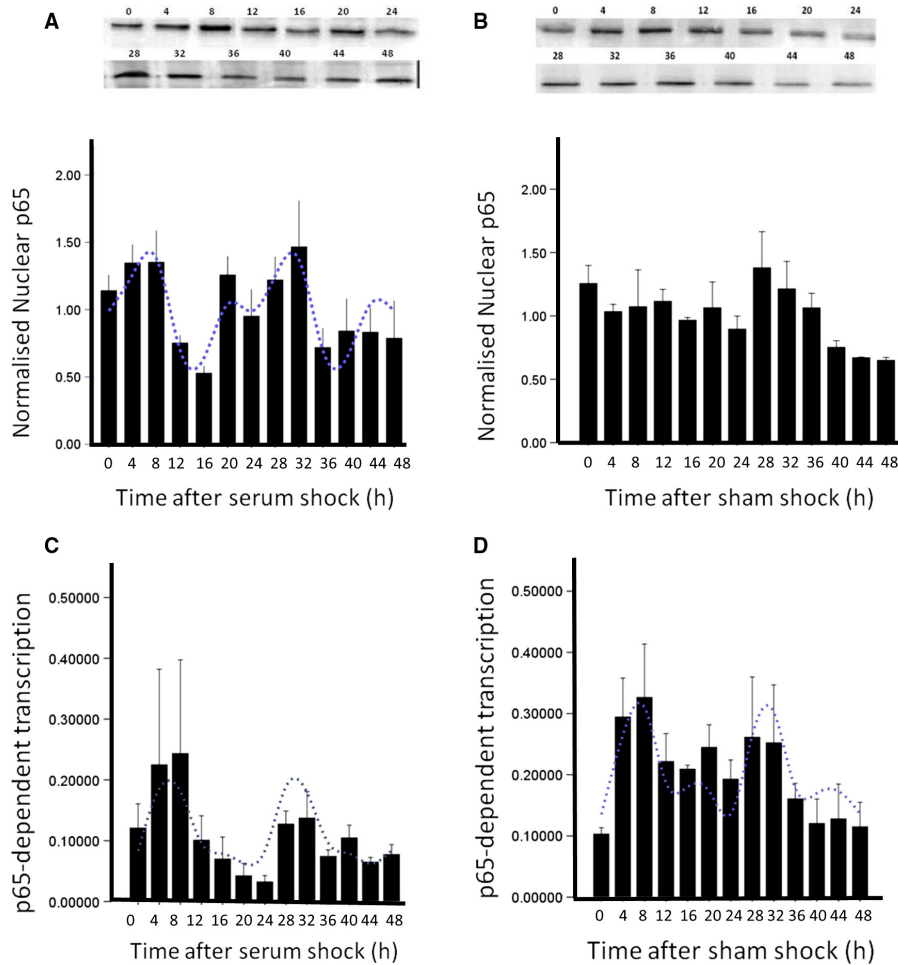 A
0 4 8 12 16 20 24
28 32 36 40 44 48
Normalised Nuclear p65
2.00
1.50
1.00
0.50
0.00
0 4 8 12 16 20 24 28 32 36 40 44 48
Time after serum shock (h)
B
0 4 8 12 16 20 24
28 32 36 40 44 48
Normalised Nuclear p65
2.00
1.50
1.00
0.50
0.00
0 4 8 12 16 20 24 28 32 36 40 44 48
Time after sham shock (h)
C
p65-dependent transcription
0.50000
0.40000
0.30000
0.20000
0.10000
0.00000
0 4 8 12 16 20 24 28 32 36 40 44 48
Time after serum shock (h)
D
p65-dependent transcription
0.50000
0.40000
0.30000
0.20000
0.10000
0.00000
0 4 8 12 16 20 24 28 32 36 40 44 48
Time after sham shock (h)